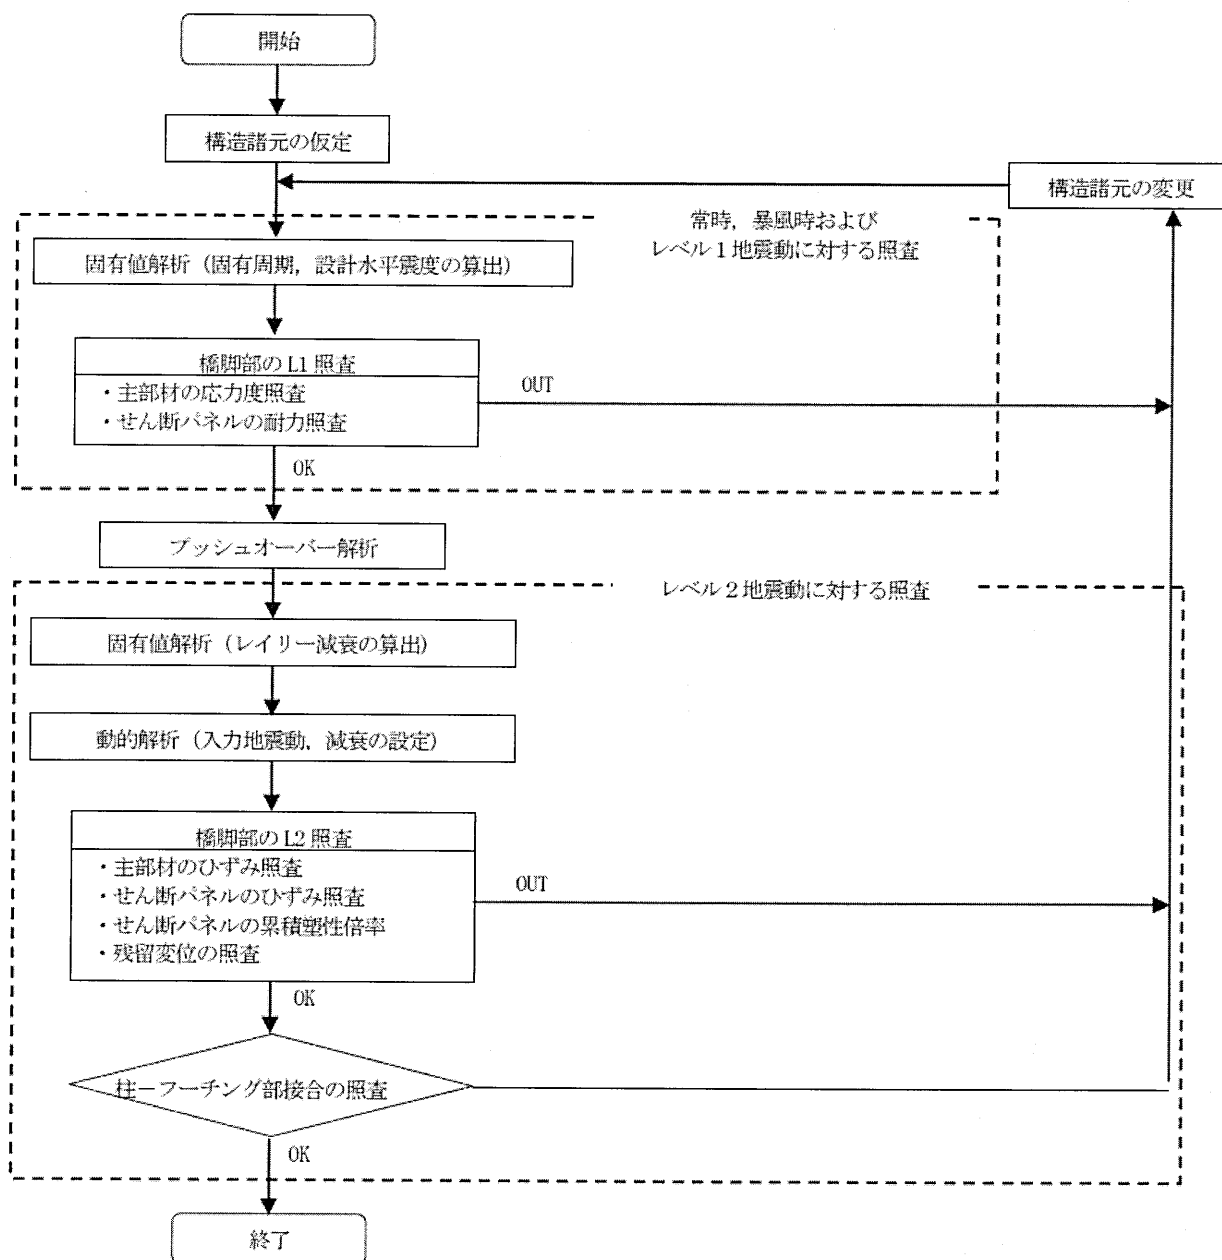 開始
構造諸元の仮定
構造諸元の変更
常時，暴風時および
レベル１地震動に対する照査
固有値解析（固有周期，設計水平震度の算出）
橋脚部の L1 照査
・主部材の応力度照査
・せん断パネルの耐力照査
OUT
OK
プッシュオーバー解析
レベル２地震動に対する照査
固有値解析（レイリー減衰の算出）
動的解析（入力地震動，減衰の設定）
橋脚部の L2 照査
・主部材のひずみ照査
・せん断パネルのひずみ照査
・せん断パネルの累積塑性倍率
・残留変位の照査
OUT
OK
柱－フーチング部接合の照査
OK
終了